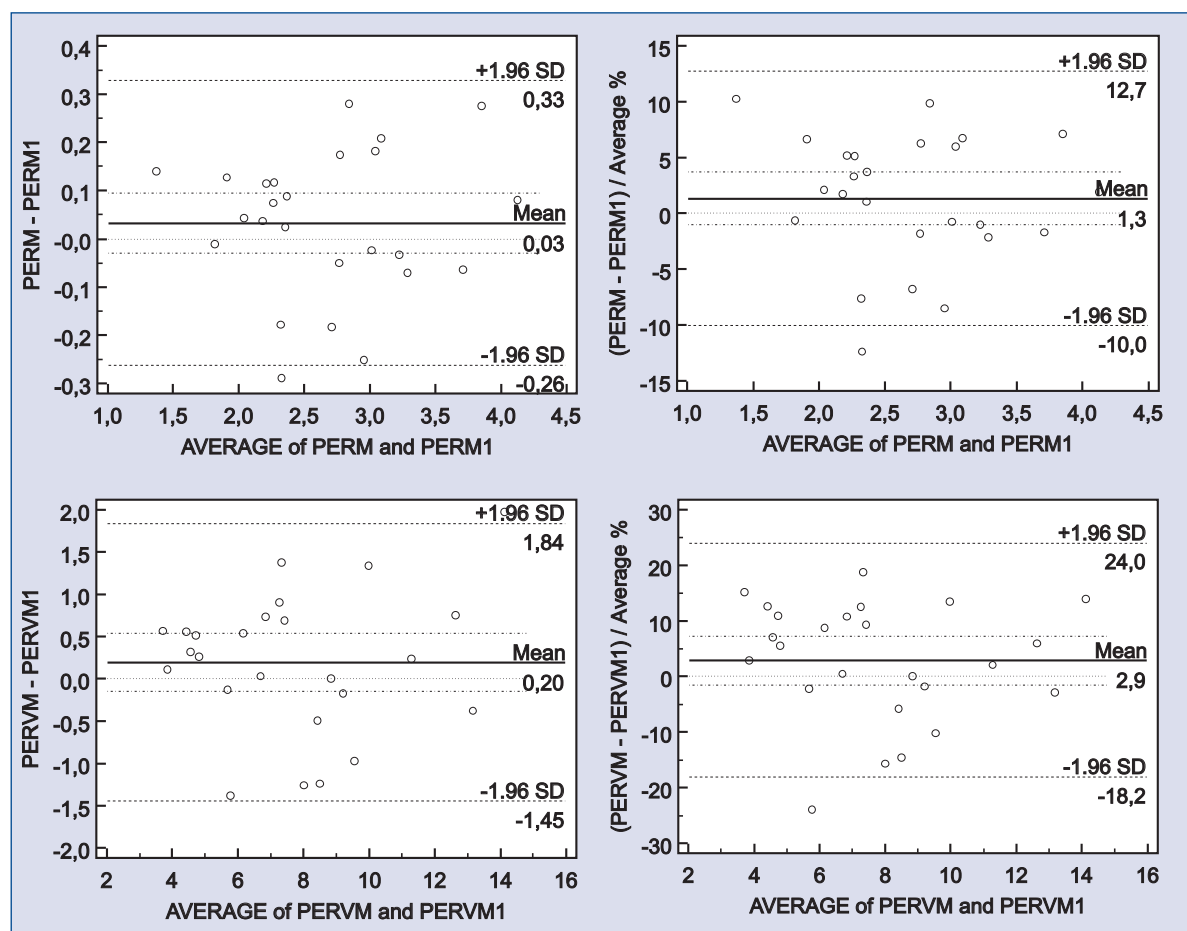 PERM - PERM1
0,4
0,3
0,2
0,1
-0,0
-0,1
-0,2
-0,3
+1.96 SD
0,33
Mean
0,03
-1.96 SD
-0,26
1,0 1,5 2,0 2,5 3,0 3,5 4,0 4,5
AVERAGE of PERM and PERM1
(PERM - PERM1) / Average %
15
10
5
0
-5
-10
-15
+1.96 SD
12,7
Mean
1,3
-1.96 SD
-10,0
1,0 1,5 2,0 2,5 3,0 3,5 4,0 4,5
AVERAGE of PERM and PERM1
PERVM - PERVM1
2,0
1,5
1,0
0,5
0,0
-0,5
-1,0
-1,5
-2,0
+1.96 SD
1,84
Mean
0,20
-1.96 SD
-1,45
2 4 6 8 10 12 14 16
AVERAGE of PERVM and PERVM1
(PERVM - PERVM1) / Average %
30
20
10
0
-10
-20
-30
+1.96 SD
24,0
Mean
2,9
-1.96 SD
-18,2
2 4 6 8 10 12 14 16
AVERAGE of PERVM and PERVM1